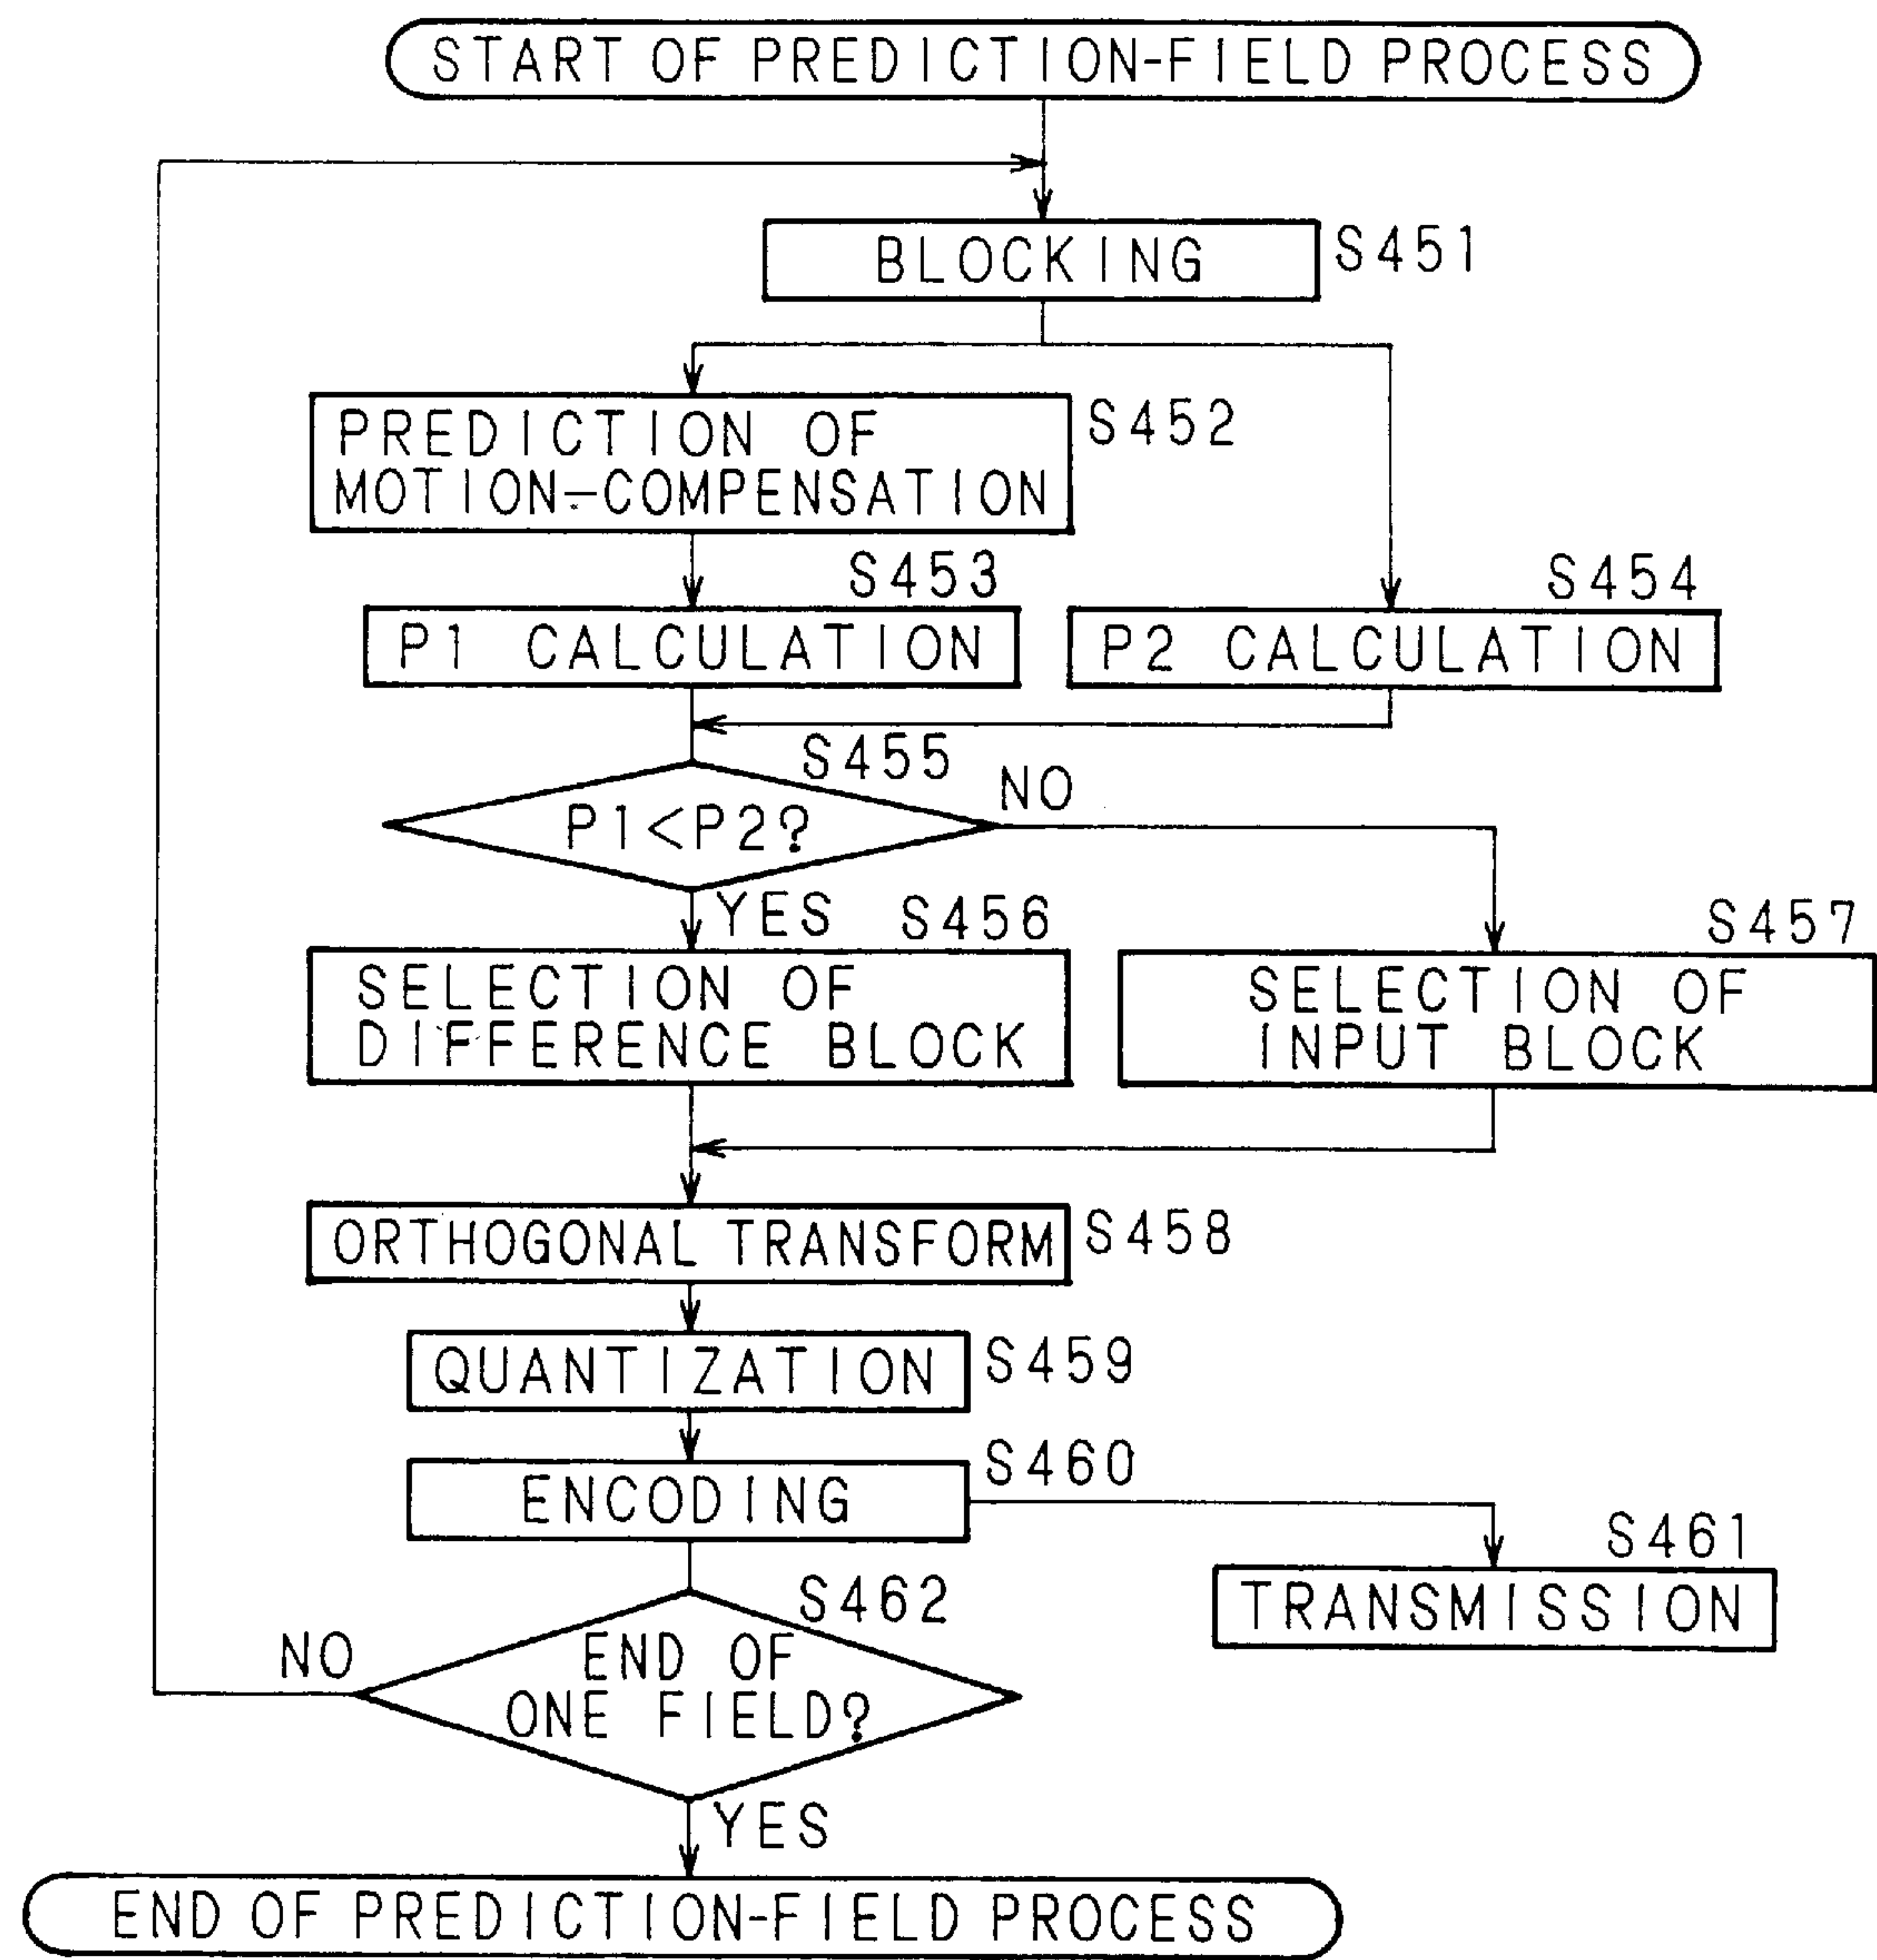 START OF PREDICTION-FIELD PROCESS
BLOCKING
S451
PREDICTION OF
MOTION-COMPENSATION
S452
S453
P1 CALCULATION
S454
P2 CALCULATION
S455
P1<P2?
NO
YES
S456
SELECTION OF
DIFFERENCE BLOCK
S457
SELECTION OF
INPUT BLOCK
ORTHOGONAL TRANSFORM
S458
QUANTIZATION
S459
ENCODING
S460
S461
TRANSMISSION
S462
END OF
ONE FIELD?
NO
YES
END OF PREDICTION-FIELD PROCESS